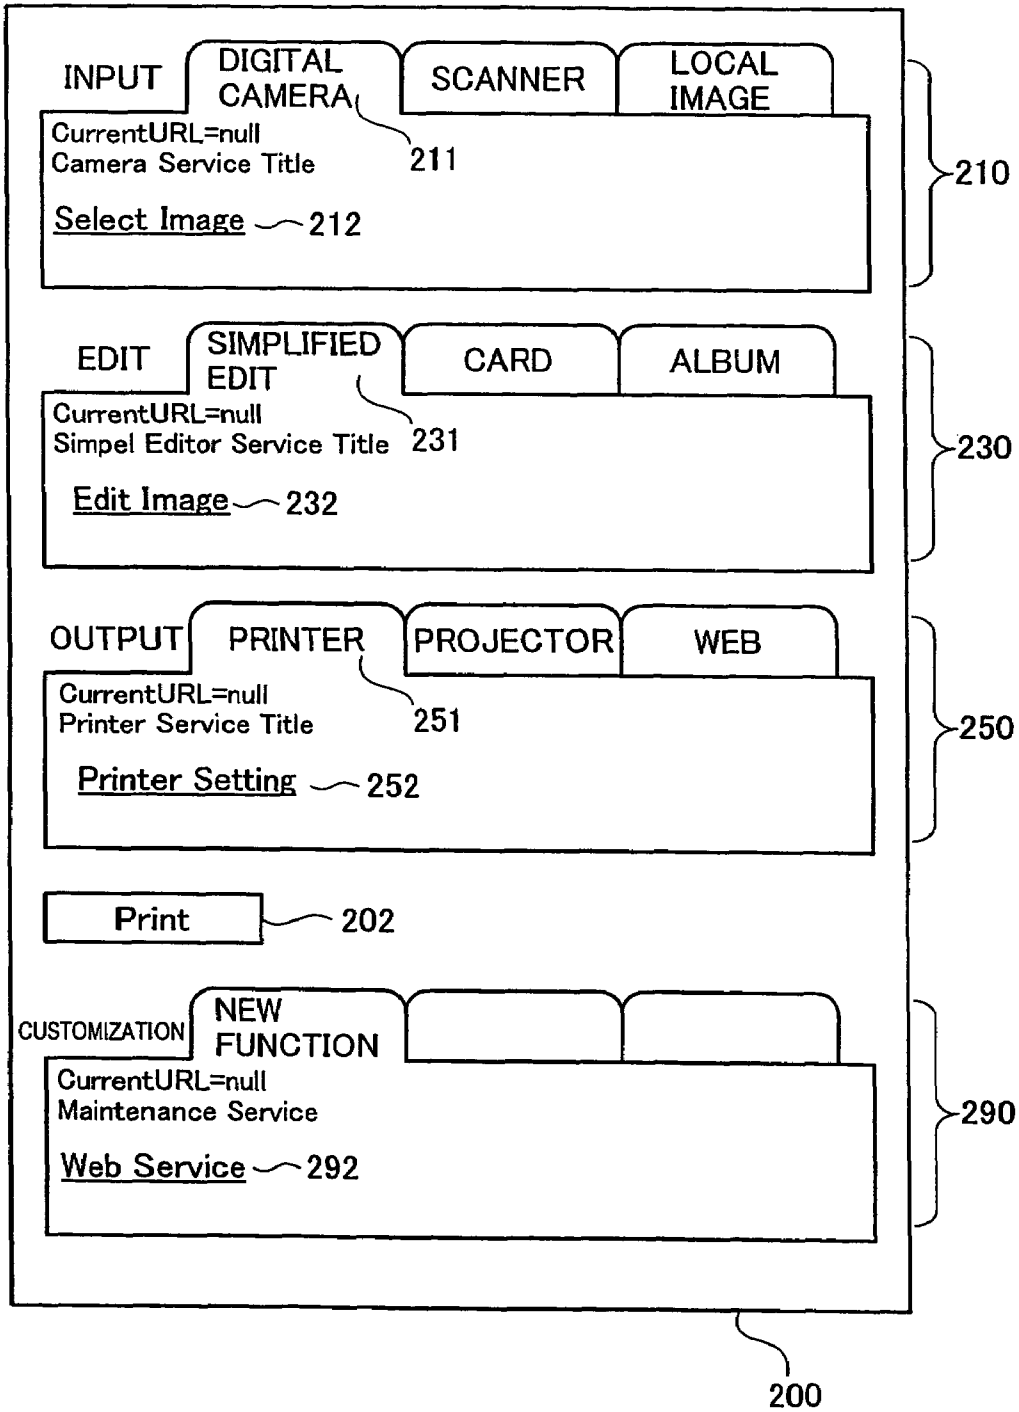 INPUT
DIGITAL
CAMERA
SCANNER
LOCAL
IMAGE
CurrentURL=null
Camera Service Title
211
210
Select Image
212
EDIT
SIMPLIFIED
EDIT
CARD
ALBUM
CurrentURL=null
Simpel Editor Service Title
231
230
Edit Image
232
OUTPUT
PRINTER
PROJECTOR
WEB
CurrentURL=null
Printer Service Title
251
250
Printer Setting
252
Print
202
CUSTOMIZATION
NEW
FUNCTION
CurrentURL=null
Maintenance Service
290
Web Service
292
200